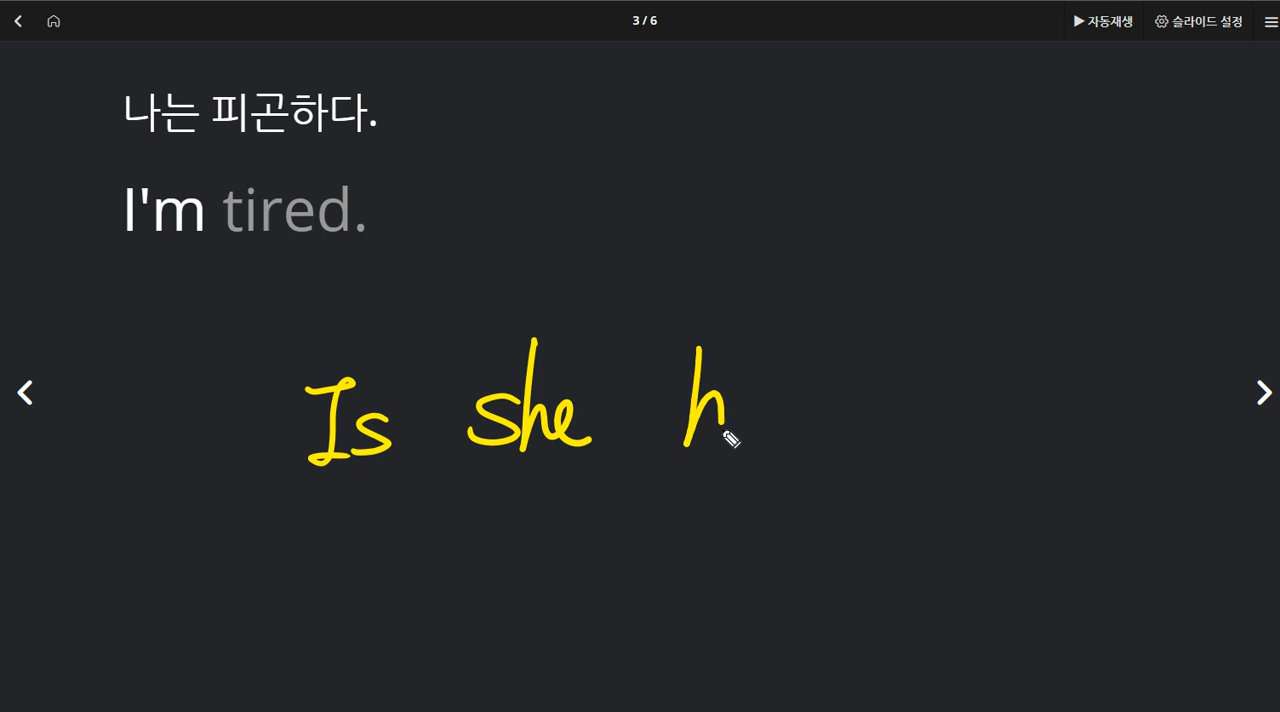 3 / 6
자동재생
슬라이드 설정
나는 피곤하다.
I'm tired.
Is she h